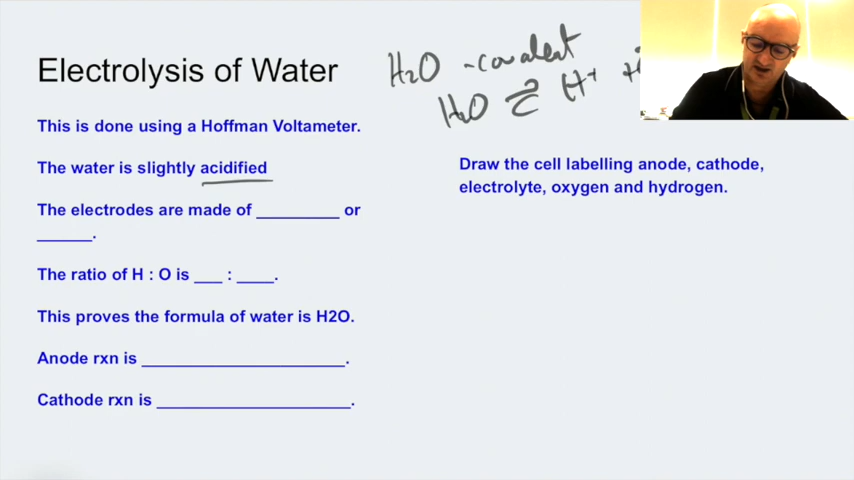 Electrolysis of Water
H₂O - covalent
H₂O ⇌ H⁺ +
This is done using a Hoffman Voltameter.
The water is slightly acidified
The electrodes are made of _________ or
______.
The ratio of H : O is ___ : ____.
This proves the formula of water is H2O.
Anode rxn is ______________________.
Cathode rxn is _____________________.
Draw the cell labelling anode, cathode,
electrolyte, oxygen and hydrogen.